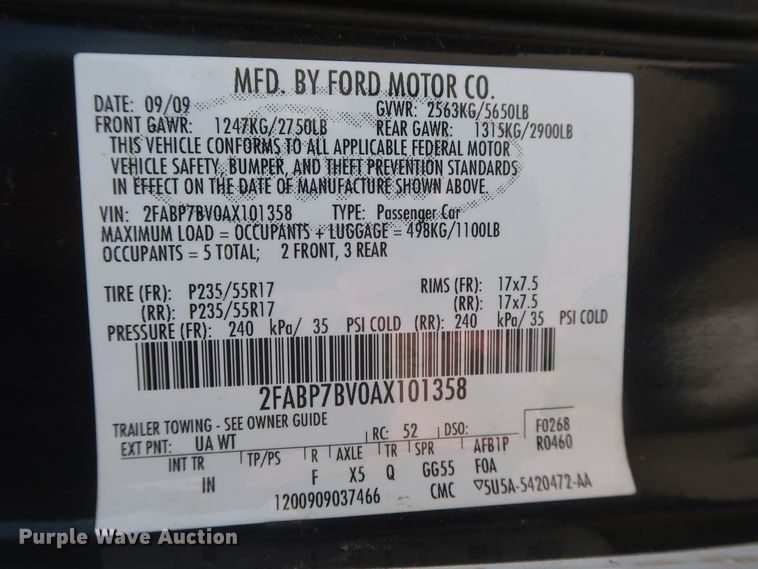 MFD. BY FORD MOTOR CO.
DATE: 09/09 GVWR: 2563KG/5650LB
FRONT GAWR: 1247KG/2750LB REAR GAWR: 1315KG/2900LB
THIS VEHICLE CONFORMS TO ALL APPLICABLE FEDERAL MOTOR
VEHICLE SAFETY, BUMPER, AND THEFT PREVENTION STANDARDS
IN EFFECT ON THE DATE OF MANUFACTURE SHOWN ABOVE.
VIN: 2FABP7BV0AX101358 TYPE: Passenger Car
MAXIMUM LOAD = OCCUPANTS + LUGGAGE = 498KG/1100LB
OCCUPANTS = 5 TOTAL; 2 FRONT, 3 REAR
TIRE (FR): P235/55R17 RIMS (FR): 17x7.5
(RR): P235/55R17 (RR): 17x7.5
PRESSURE (FR): 240 kPa/ 35 PSI COLD (RR): 240 kPa/ 35 PSI COLD
2FABP7BV0AX101358
TRAILER TOWING - SEE OWNER GUIDE F0268
EXT PNT: UA WT RC: 52 DSO: R0460
INT TR TP/PS R AXLE TR SPR AFB1P
IN F X5 Q GG55 F0A
1200909037466 CMC 5U5A-5420472-AA
Purple Wave Auction